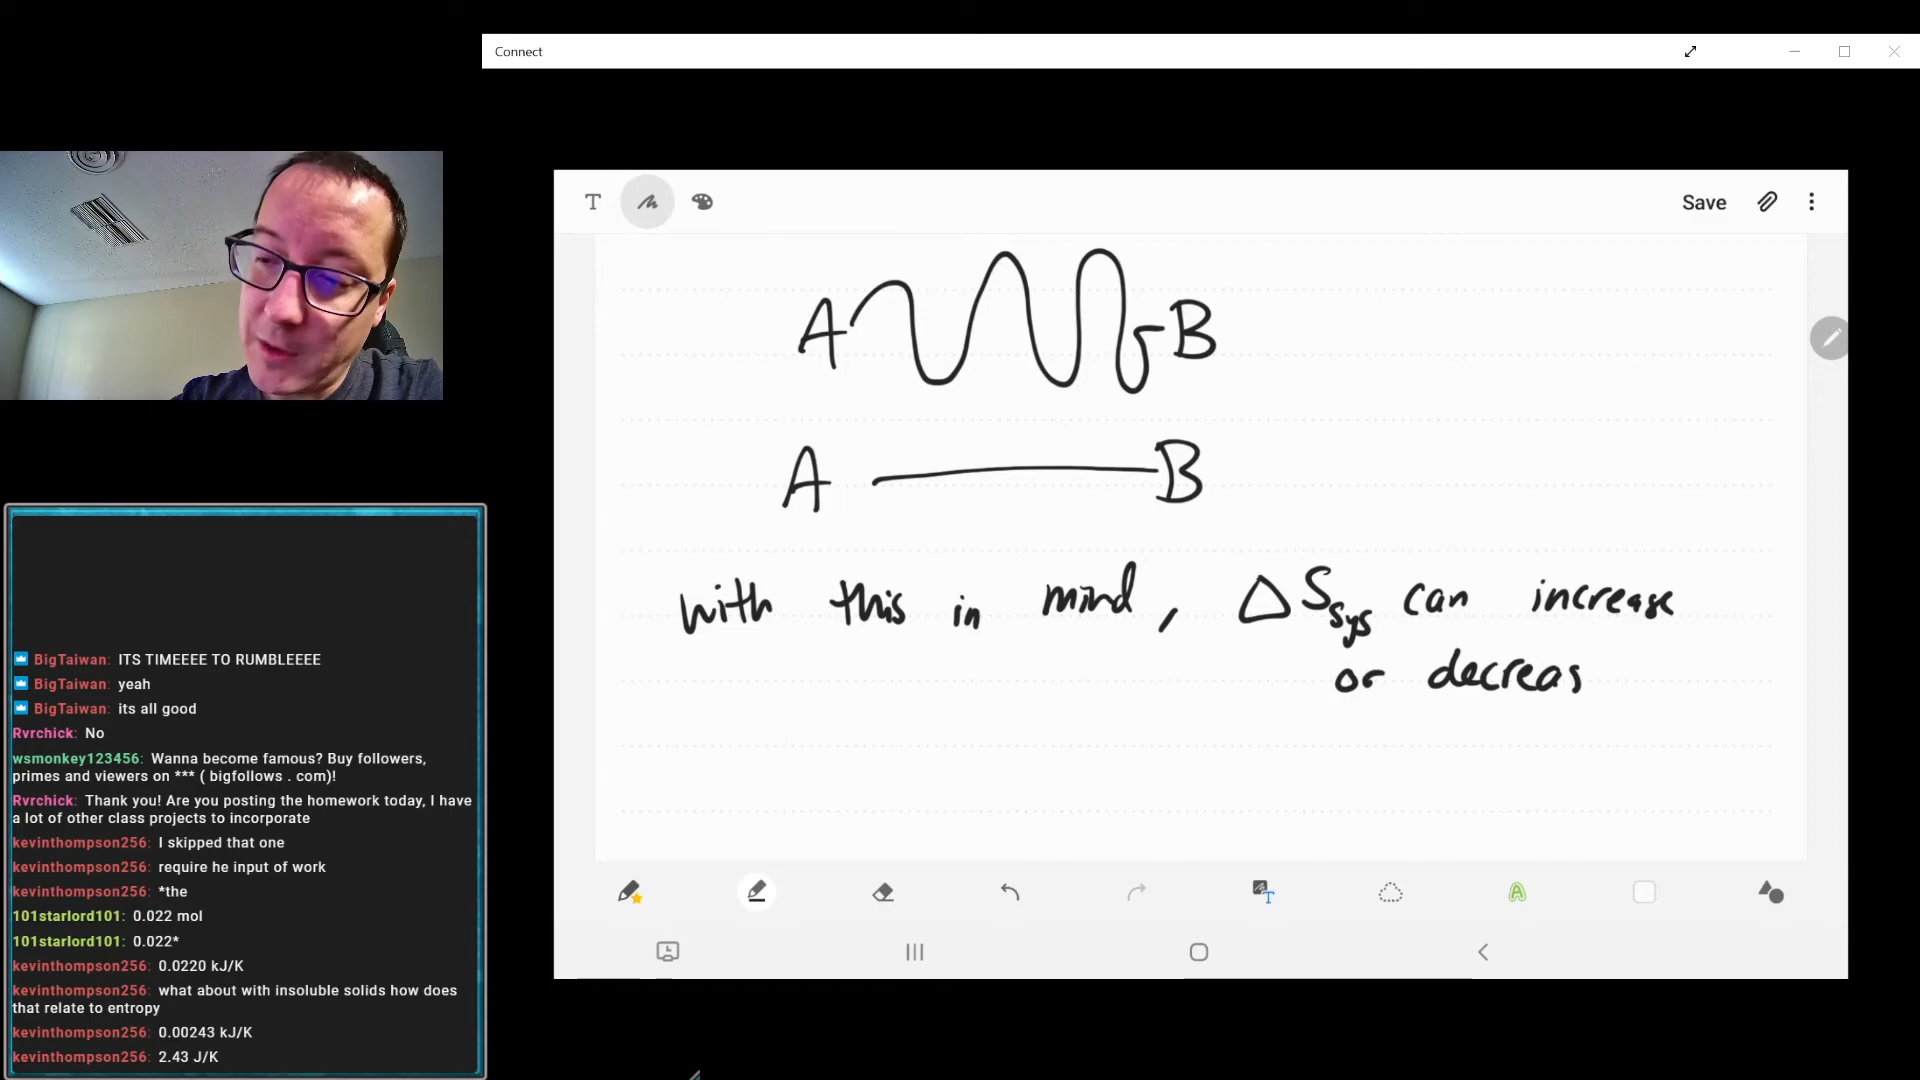 Connect
T
Save
A B
A B
with this in mind, ΔSsys can increase
or decreas
BigTaiwan: ITS TIMEEEE TO RUMBLEEEE
BigTaiwan: yeah
BigTaiwan: its all good
Rvrchick: No
wsmonkey123456: Wanna become famous? Buy followers,
primes and viewers on *** ( bigfollows . com)!
Rvrchick: Thank you! Are you posting the homework today, I have
a lot of other class projects to incorporate
kevinthompson256: I skipped that one
kevinthompson256: require he input of work
kevinthompson256: *the
101starlord101: 0.022 mol
101starlord101: 0.022*
kevinthompson256: 0.0220 kJ/K
kevinthompson256: what about with insoluble solids how does
that relate to entropy
kevinthompson256: 0.00243 kJ/K
kevinthompson256: 2.43 J/K
T
A